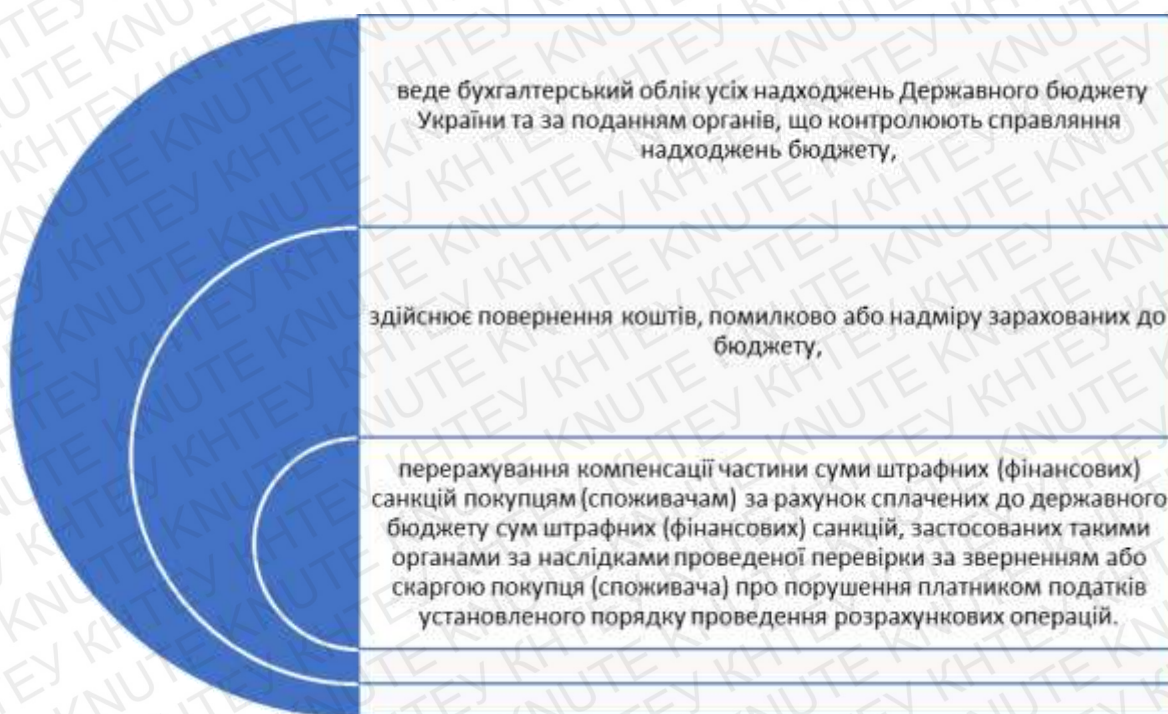 веде бухгалтерський облік усіх надходжень Державного бюджету
України та за поданням органів, що контролюють справляння
надходжень бюджету,
здійснює повернення коштів, помилково або надміру зарахованих до
бюджету,
перерахування компенсації частини суми штрафних (фінансових)
санкцій покупцям (споживачам) за рахунок сплачених до державного
бюджету сум штрафних (фінансових) санкцій, застосованих такими
органами за наслідками проведеної перевірки за зверненням або
скаргою покупця (споживача) про порушення платником податків
установленого порядку проведення розрахункових операцій.